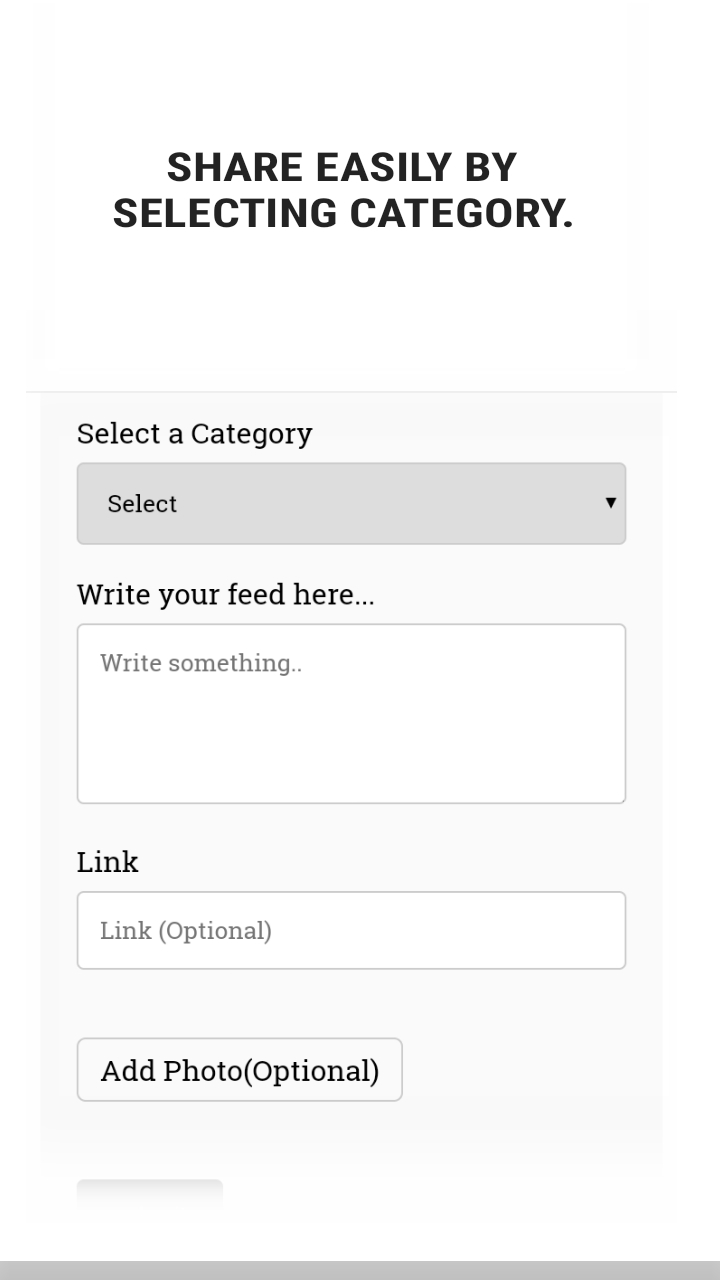 SHARE EASILY BY
SELECTING CATEGORY.
Select a Category
Select
Write your feed here...
Write something..
Link
Link (Optional)
Add Photo(Optional)